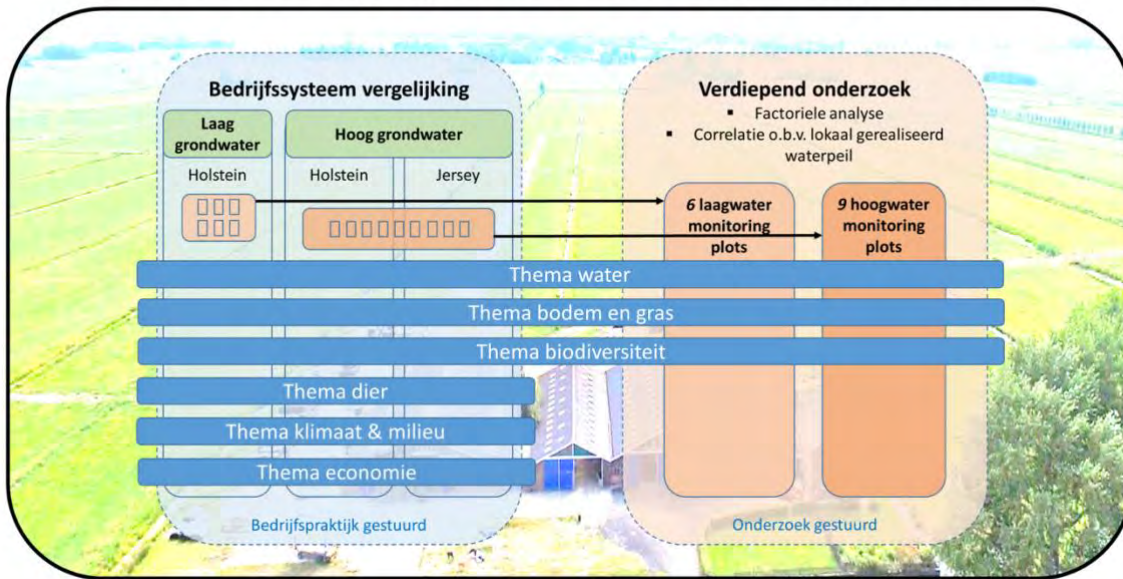 Bedrijfssysteem vergelijking
Laag
grondwater
Hoog grondwater
Holstein
Holstein
Jersey
Verdiepend onderzoek
▪ Factoriele analyse
▪ Correlatie o.b.v. lokaal gerealiseerd
waterpeil
6 laagwater
monitoring
plots
9 hoogwater
monitoring
plots
Thema water
Thema bodem en gras
Thema biodiversiteit
Thema dier
Thema klimaat & milieu
Thema economie
Bedrijfspraktijk gestuurd
Onderzoek gestuurd